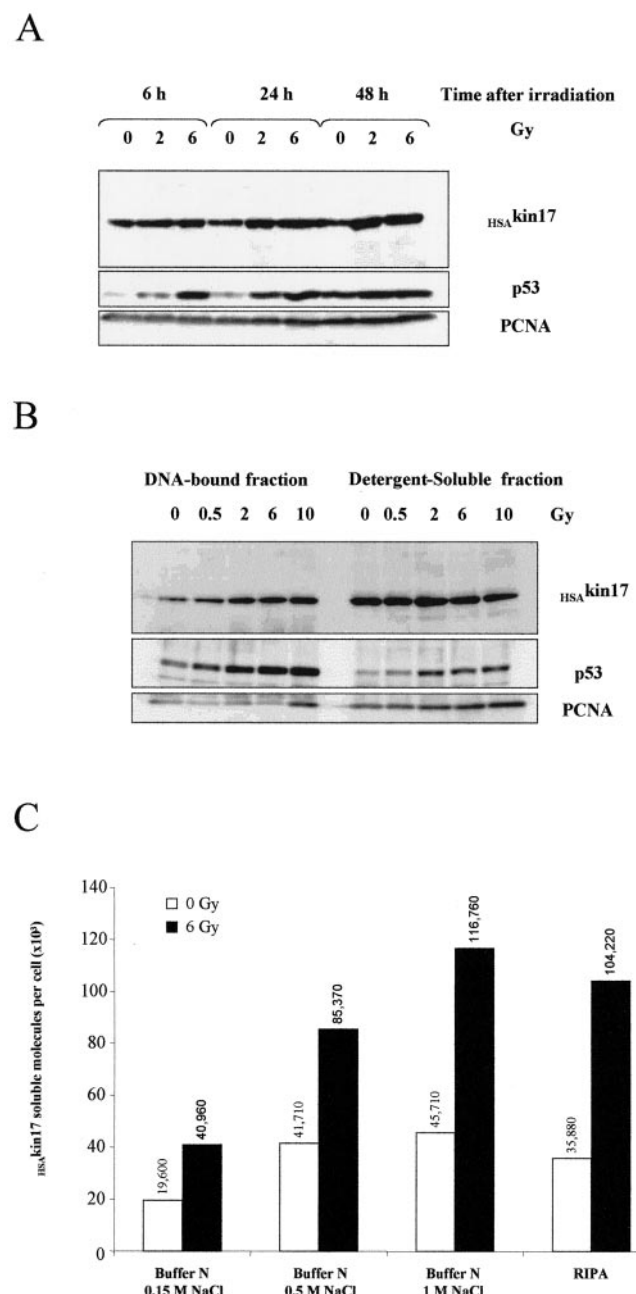 A
6 h 24 h 48 h Time after irradiation
0 2 6 0 2 6 0 2 6 Gy
HSAkin17
p53
PCNA
B
DNA-bound fraction Detergent-Soluble fraction
0 0.5 2 6 10 0 0.5 2 6 10 Gy
HSAkin17
p53
PCNA
C
HSAkin17 soluble molecules per cell (x10³)
140
120
100
80
60
40
20
0
0 Gy
6 Gy
19,600
40,960
41,710
85,370
45,710
116,760
35,880
104,220
Buffer N Buffer N Buffer N RIPA
0.15 M NaCl 0.5 M NaCl 1 M NaCl